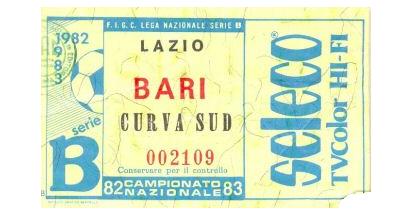 F.I.G.C. LEGA NAZIONALE SERIE B
1982
983
LAZIO
BARI
CURVA SUD
serie
B
002109
Conservare per il controllo
82 CAMPIONATO NAZIONALE 83
seleco
TVColor HI-FI